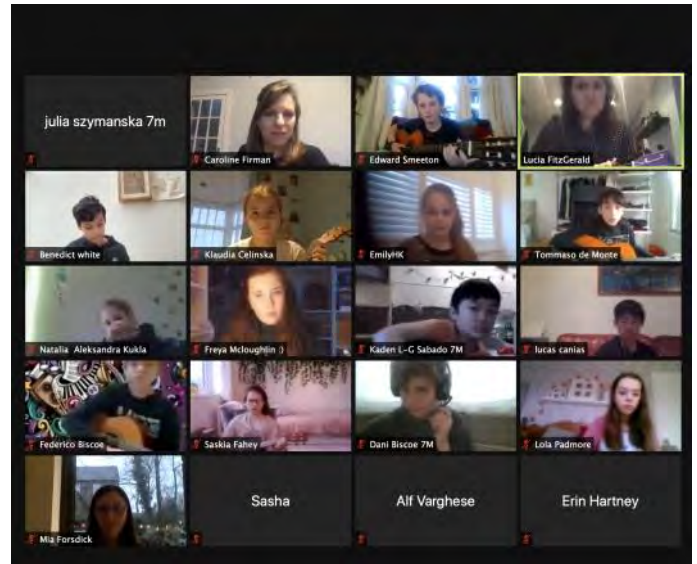 julia szymanska 7m
Caroline Firman
Edward Smeeton
Lucia FitzGerald
Benedict white
Klaudia Celinska
EmilyHK
Tommaso de Monte
Natalia Aleksandra Kukla
Freya Mcloughlin :)
Kaden L-G Sabado 7M
lucas canias
Federico Biscoe
Saskia Fahey
Dani Biscoe 7M
Lola Padmore
Mia Forsdick
Sasha
Alf Varghese
Erin Hartney